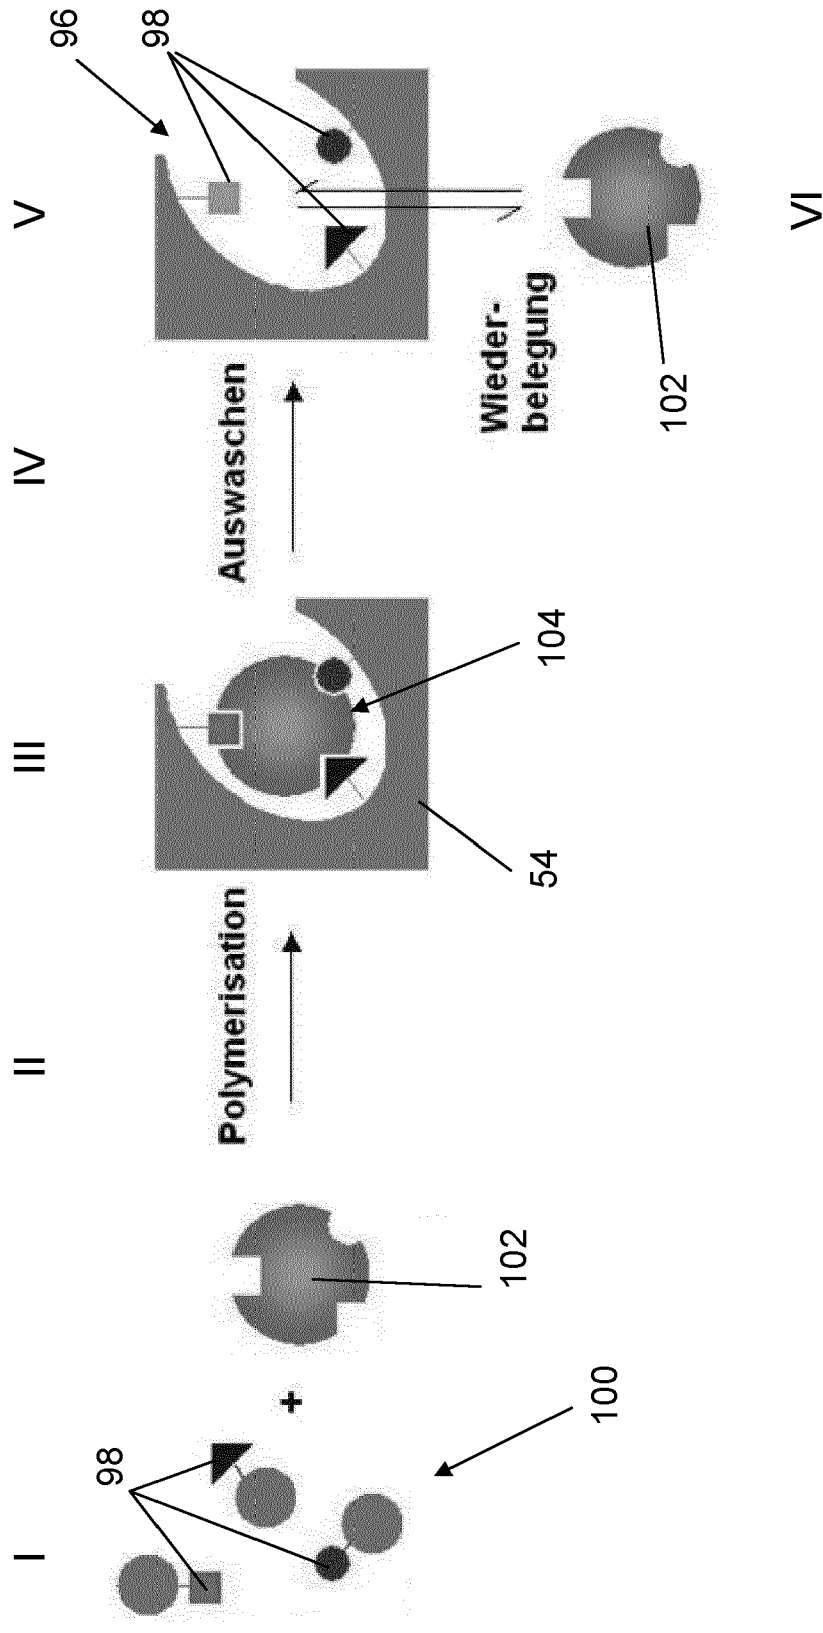 I
II
III
IV
V
98
100
+
102
Polymerisation
54
104
Auswaschen
96
98
Wieder-
belegung
102
VI